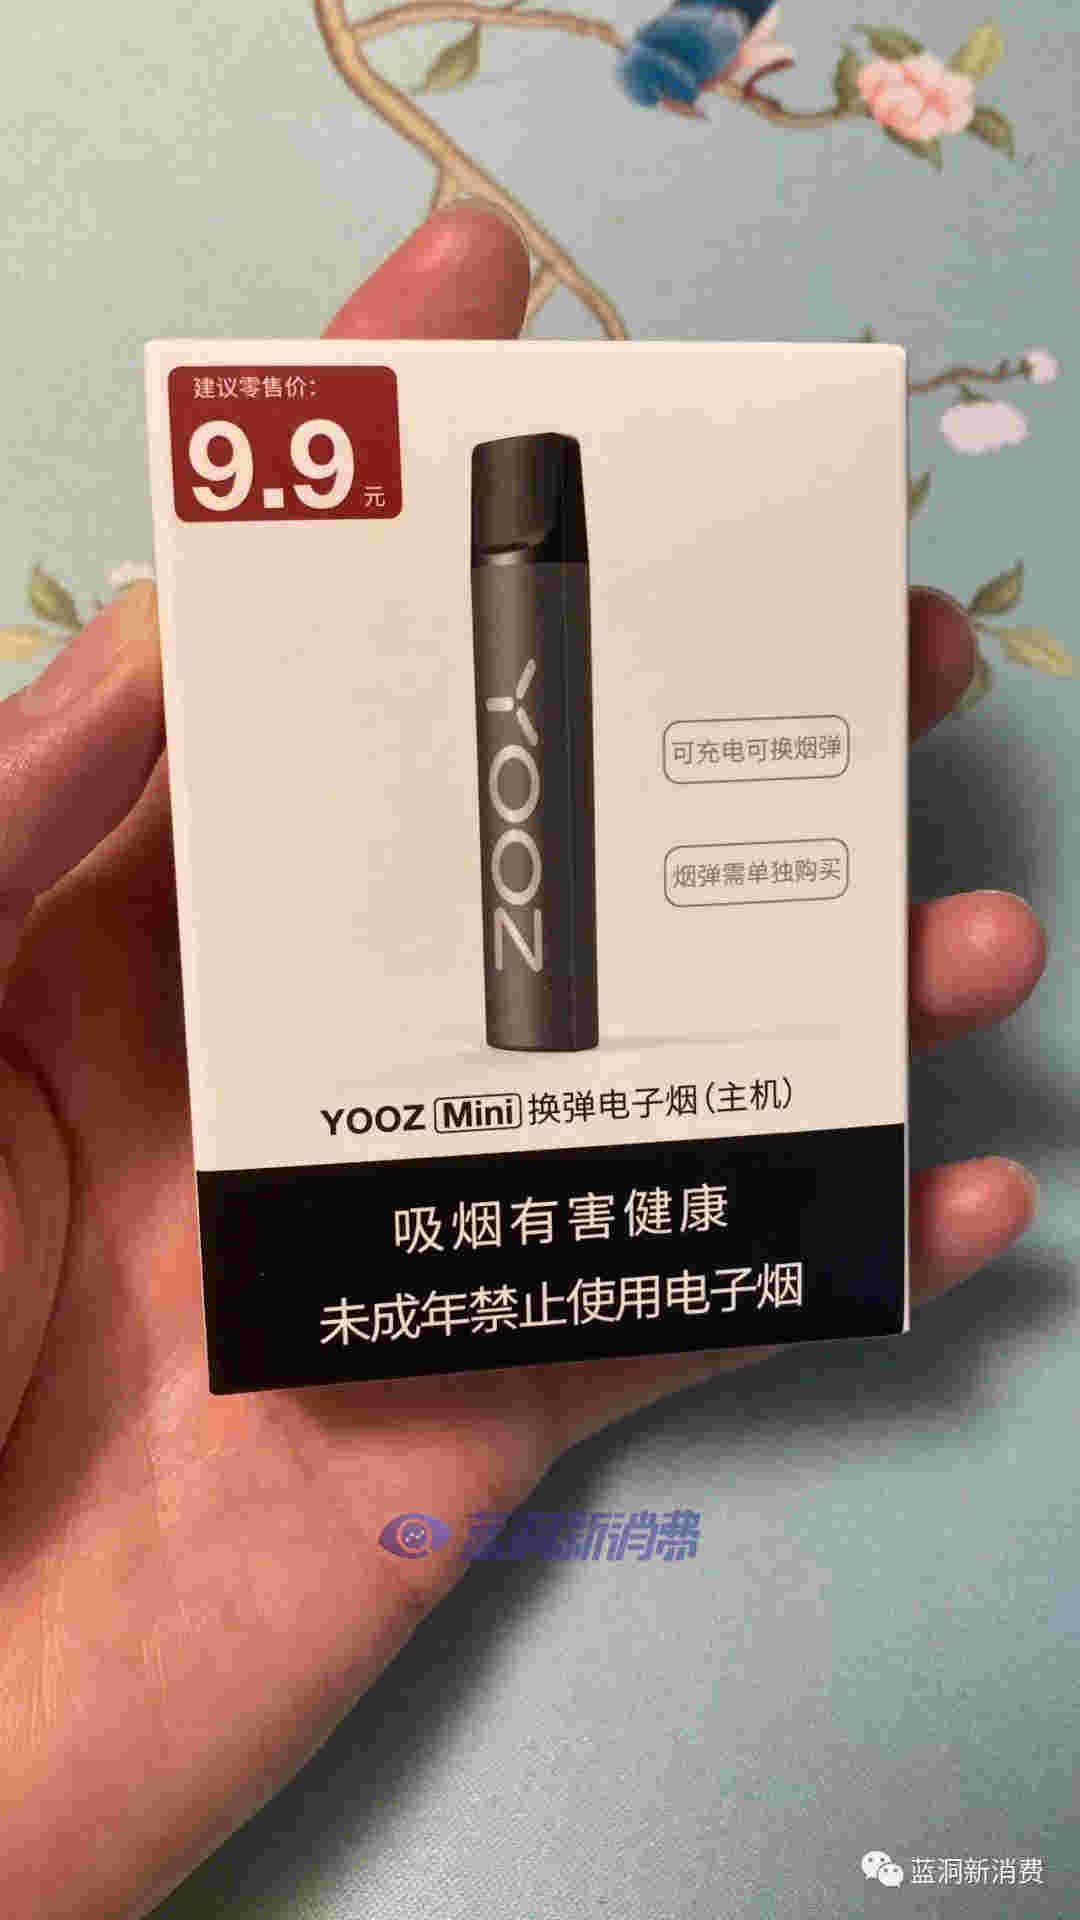 建议零售价：
9.9元
YOOZ
可充电可换烟弹
烟弹需单独购买
YOOZ Mini 换弹电子烟（主机）
吸烟有害健康
未成年禁止使用电子烟
蓝洞新消费
蓝洞新消费